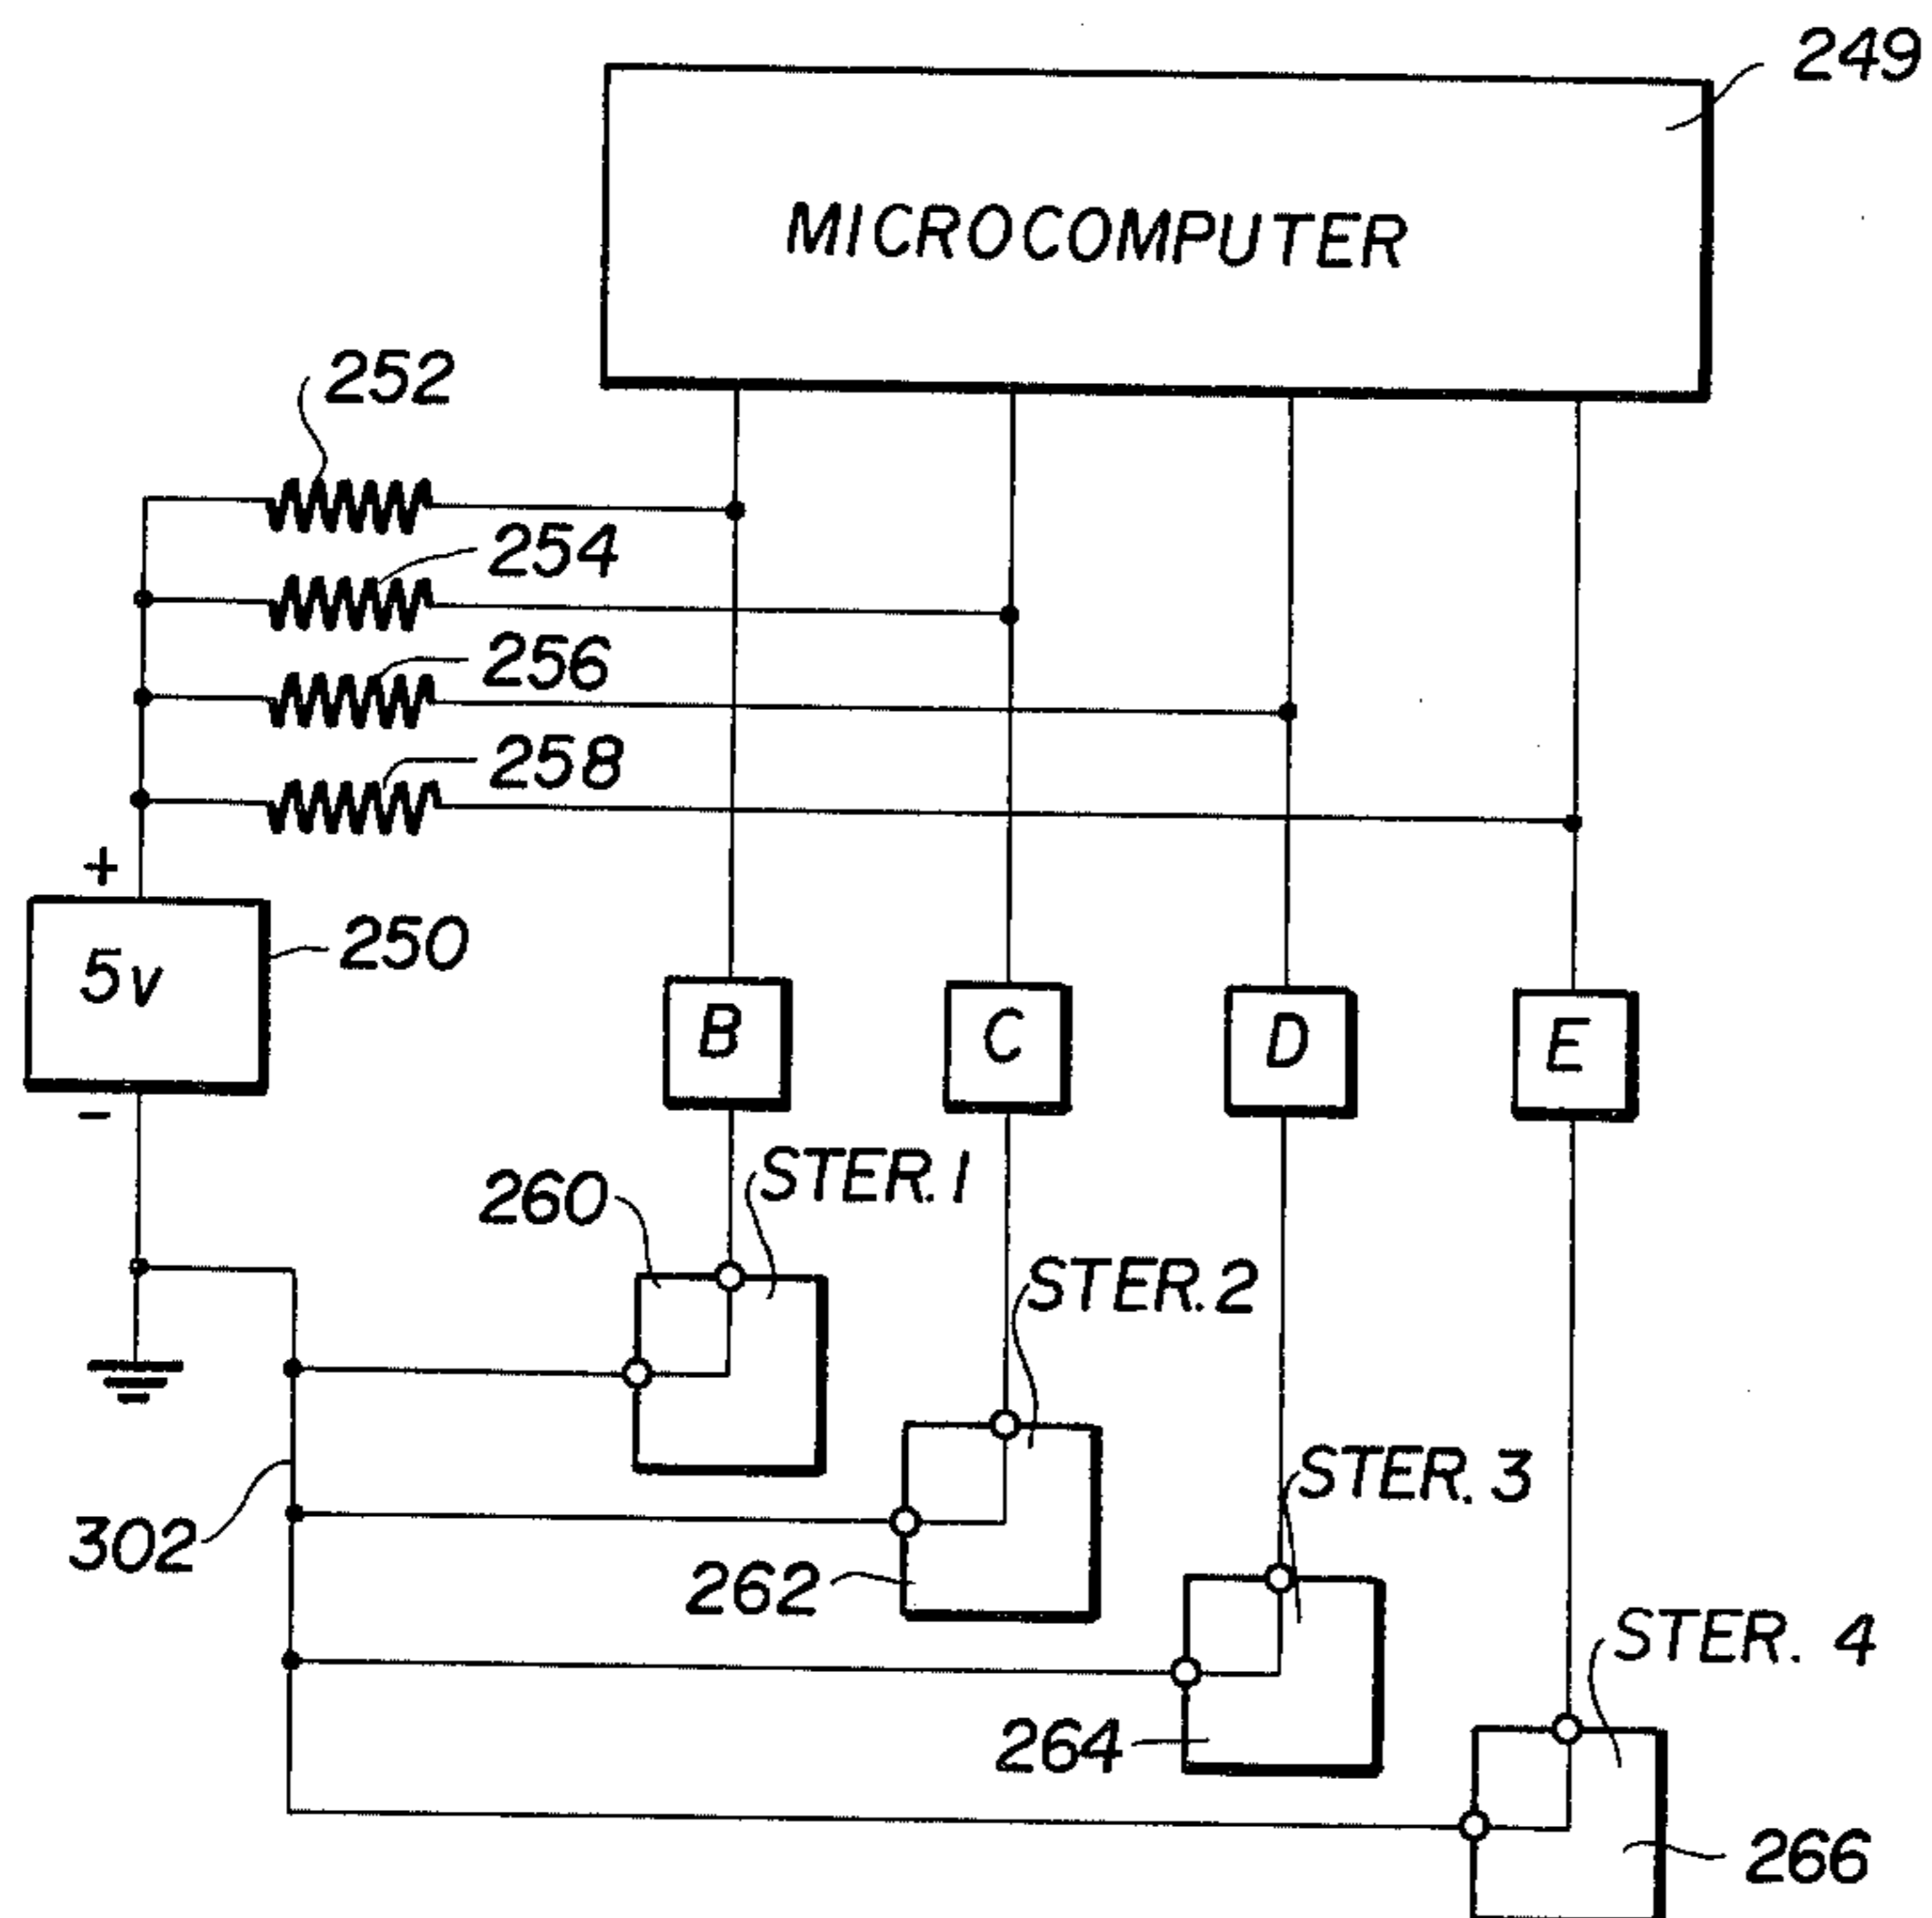 249
MICROCOMPUTER
252
254
256
258
+
5v
250
-
B
C
D
E
260
STER. 1
STER. 2
302
262
STER. 3
264
STER. 4
266